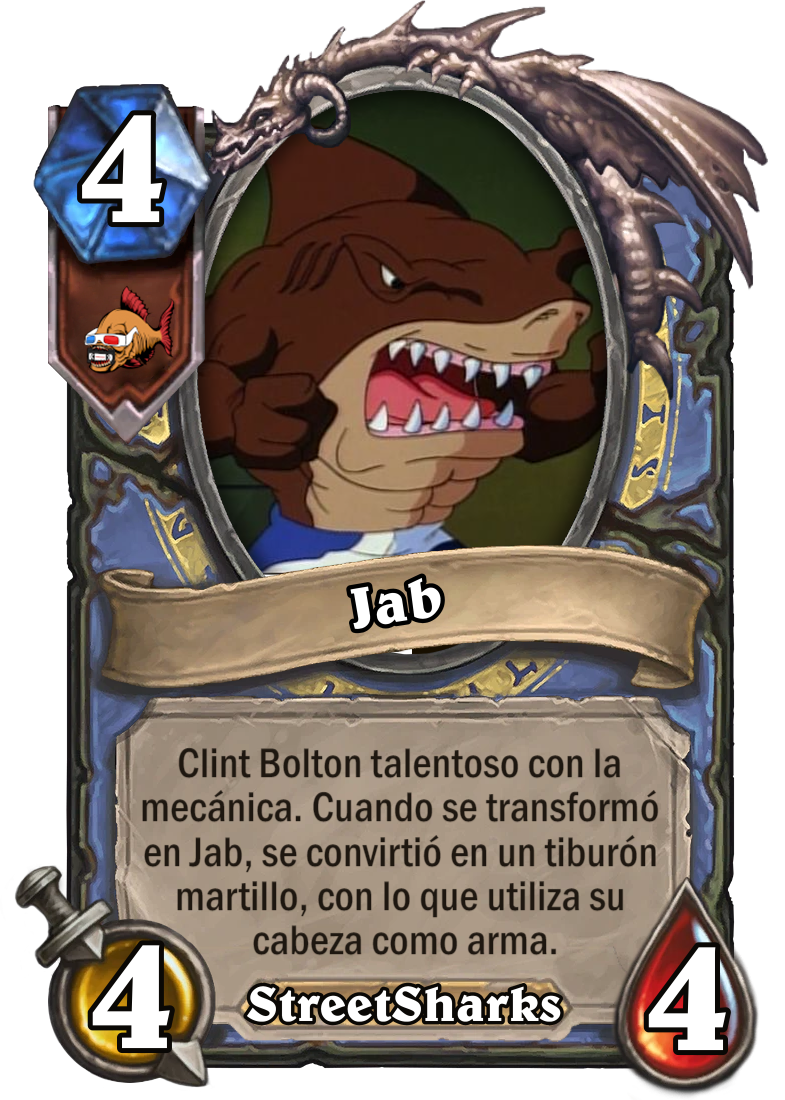 4
Jab
Clint Bolton talentoso con la
mecánica. Cuando se transformó
en Jab, se convirtió en un tiburón
martillo, con lo que utiliza su
cabeza como arma.
4
StreetSharks
4